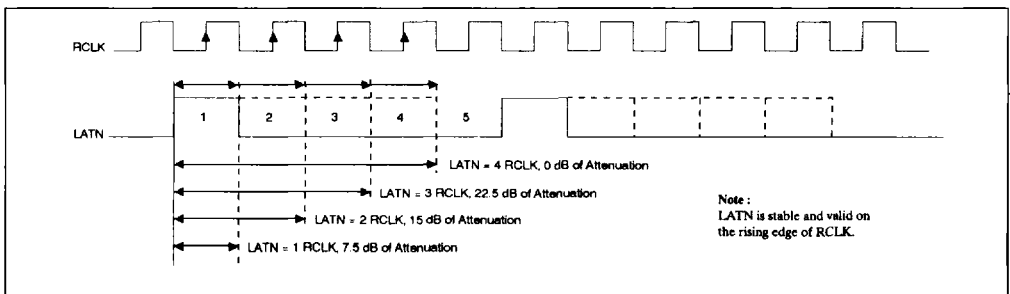 RCLK
1 2 3 4 5
LATN
LATN = 4 RCLK, 0 dB of Attenuation
LATN = 3 RCLK, 22.5 dB of Attenuation
LATN = 2 RCLK, 15 dB of Attenuation
LATN = 1 RCLK, 7.5 dB of Attenuation
Note :
LATN is stable and valid on
the rising edge of RCLK.